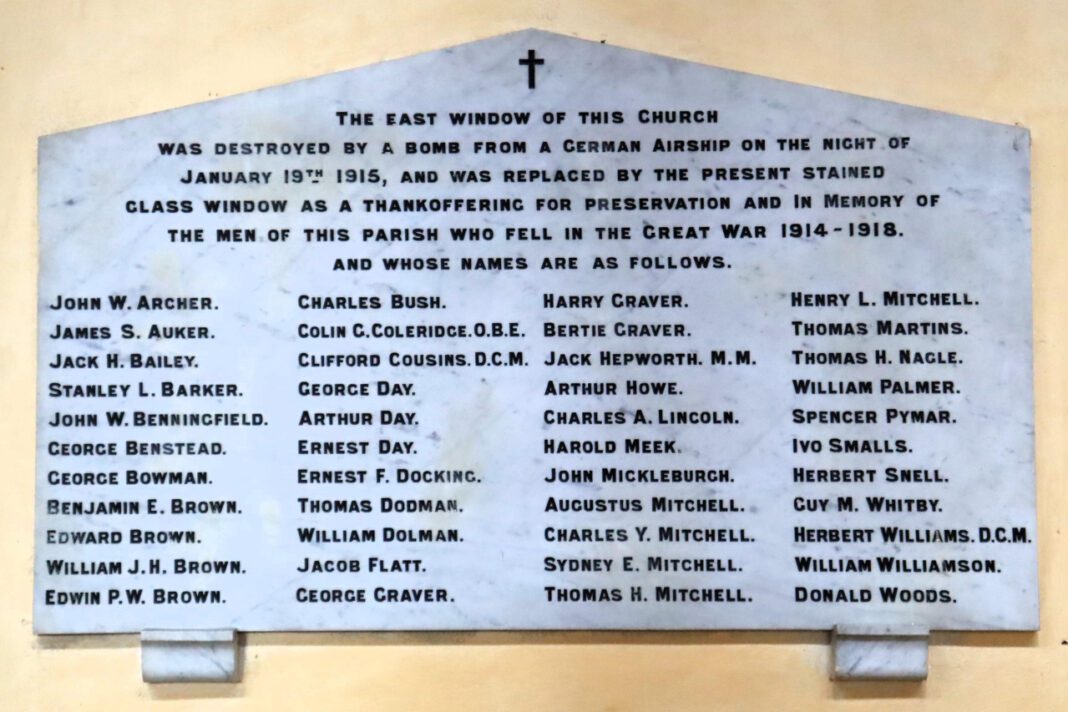 THE EAST WINDOW OF THIS CHURCH
WAS DESTROYED BY A BOMB FROM A GERMAN AIRSHIP ON THE NIGHT OF
JANUARY 19TH 1915, AND WAS REPLACED BY THE PRESENT STAINED
GLASS WINDOW AS A THANKOFFERING FOR PRESERVATION AND IN MEMORY OF
THE MEN OF THIS PARISH WHO FELL IN THE GREAT WAR 1914-1918.
AND WHOSE NAMES ARE AS FOLLOWS.
JOHN W. ARCHER.
JAMES S. AUKER.
JACK H. BAILEY.
STANLEY L. BARKER.
JOHN W. BENNINGFIELD.
GEORGE BENSTEAD.
GEORGE BOWMAN.
BENJAMIN E. BROWN.
EDWARD BROWN.
WILLIAM J.H. BROWN.
EDWIN P.W. BROWN.
CHARLES BUSH.
COLIN G. COLERIDGE. O.B.E.
CLIFFORD COUSINS. D.C.M.
GEORGE DAY.
ARTHUR DAY.
ERNEST DAY.
ERNEST F. DOCKING.
THOMAS DODMAN.
WILLIAM DOLMAN.
JACOB FLATT.
GEORGE GRAVER.
HARRY GRAVER.
BERTIE GRAVER.
JACK HEPWORTH. M.M.
ARTHUR HOWE.
CHARLES A. LINCOLN.
HAROLD MEEK.
JOHN MICKLEBURGH.
AUGUSTUS MITCHELL.
CHARLES Y. MITCHELL.
SYDNEY E. MITCHELL.
THOMAS H. MITCHELL.
HENRY L. MITCHELL.
THOMAS MARTINS.
THOMAS H. NAGLE.
WILLIAM PALMER.
SPENCER PYMAR.
IVO SMALLS.
HERBERT SNELL.
GUY M. WHITBY.
HERBERT WILLIAMS. D.C.M.
WILLIAM WILLIAMSON.
DONALD WOODS.